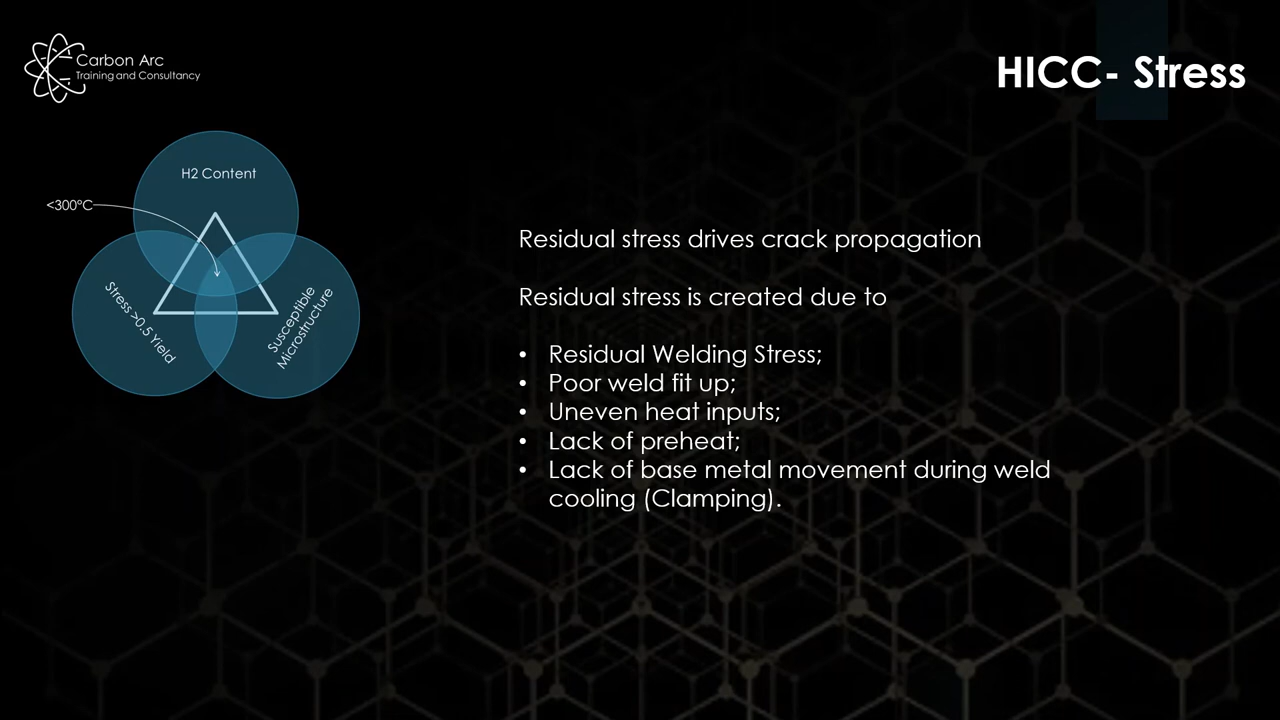 Carbon Arc
Training and Consultancy
HICC- Stress
H2 Content
<300°C
Stress >0.5 Yield
Susceptible
Microstructure
Residual stress drives crack propagation
Residual stress is created due to
• Residual Welding Stress;
• Poor weld fit up;
• Uneven heat inputs;
• Lack of preheat;
• Lack of base metal movement during weld
cooling (Clamping).